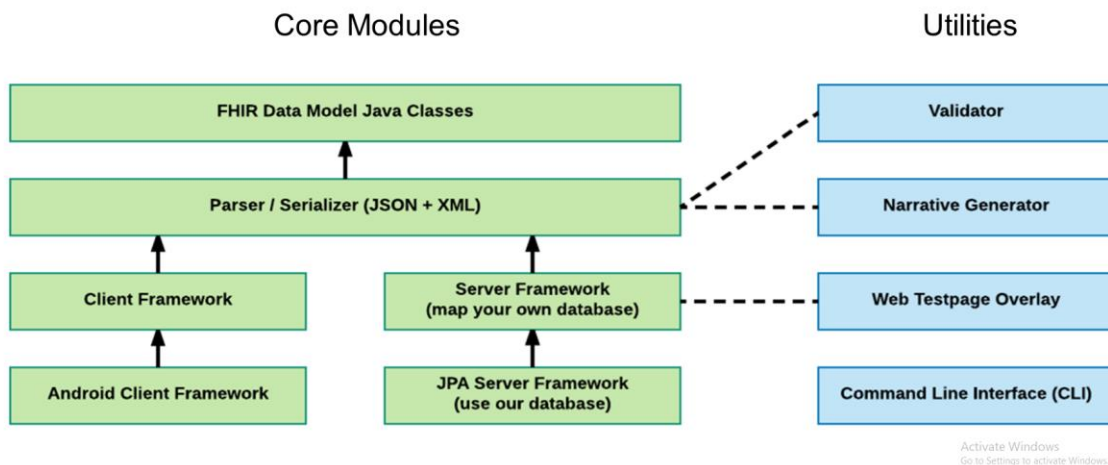 Core Modules
Utilities
FHIR Data Model Java Classes
Validator
Parser / Serializer (JSON + XML)
Narrative Generator
Client Framework
Server Framework
(map your own database)
Web Testpage Overlay
Android Client Framework
JPA Server Framework
(use our database)
Command Line Interface (CLI)
Activate Windows
Go to Settings to activate Windows.